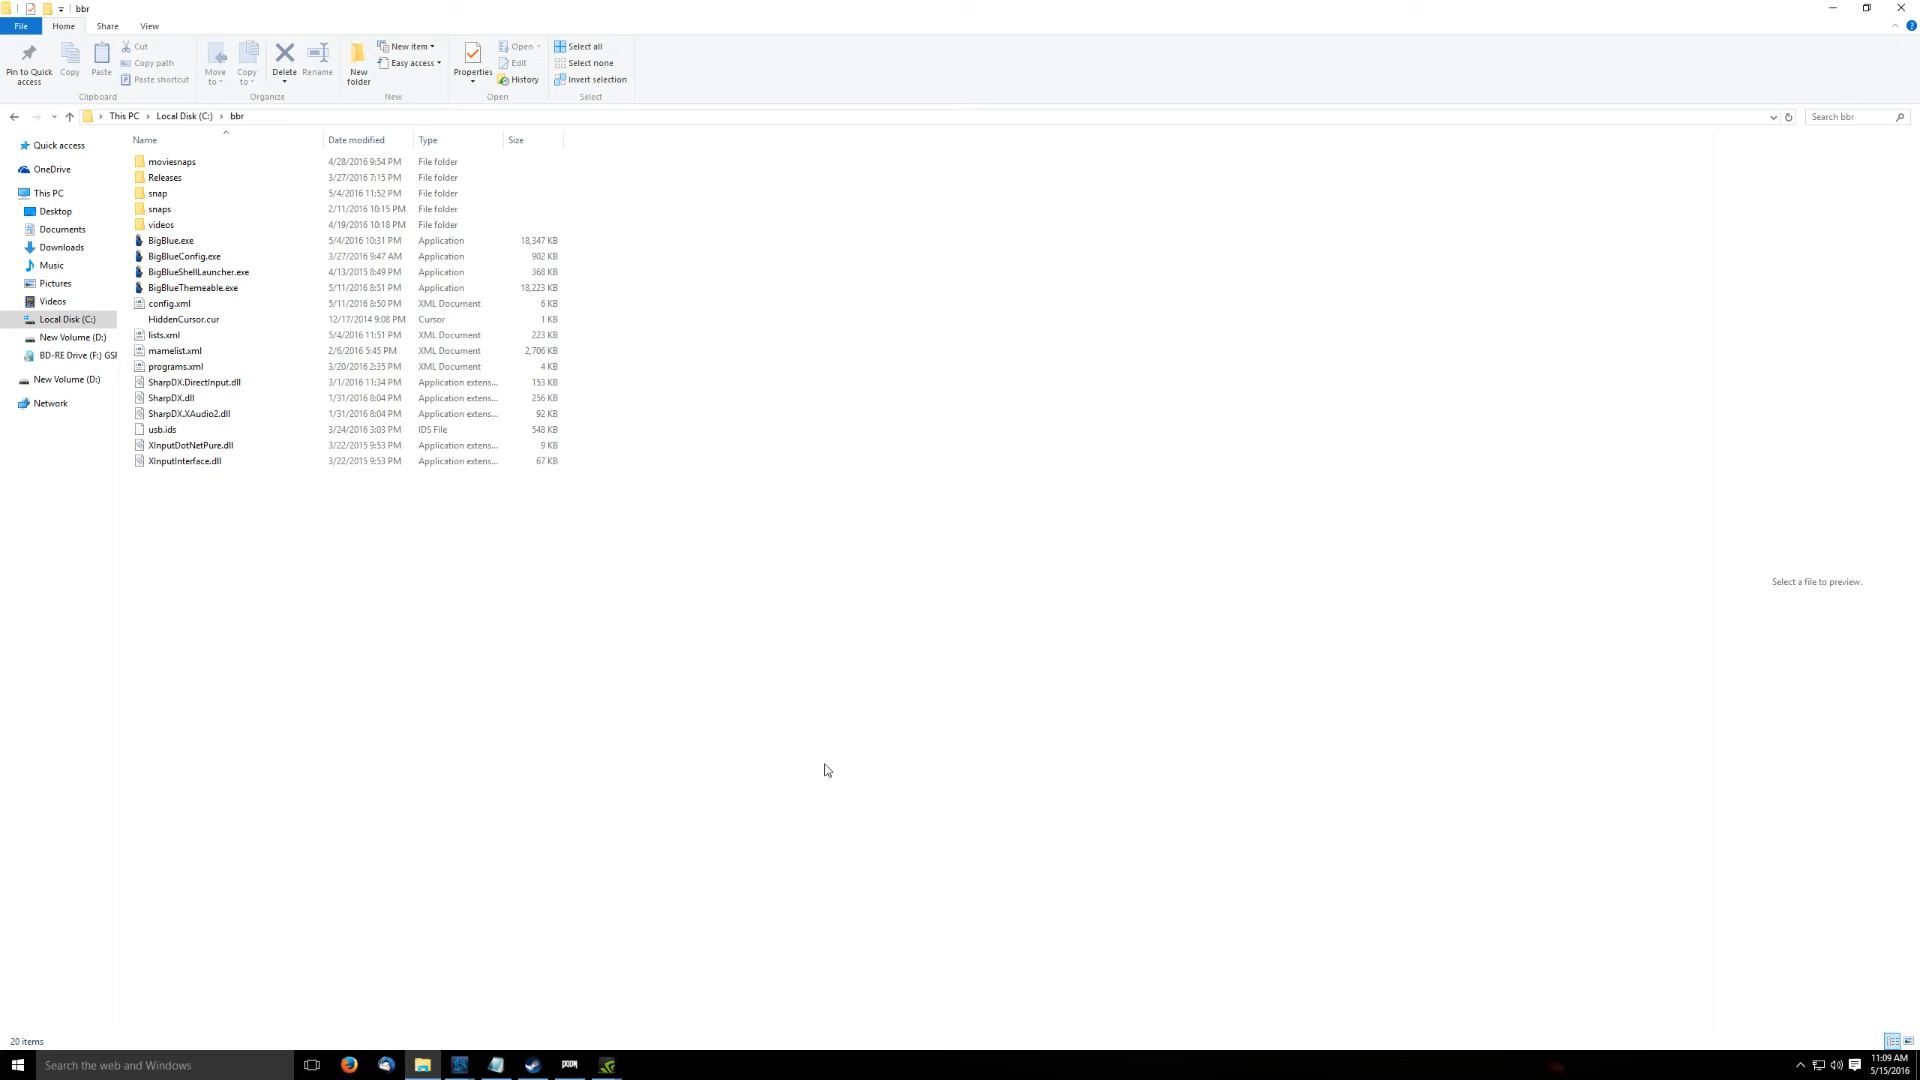 bbr
File Home Share View
Pin to Quick access
Copy
Paste
Cut
Copy path
Paste shortcut
Clipboard
Move to
Copy to
Delete
Rename
Organize
New folder
New item
Easy access
New
Properties
Open
Edit
History
Open
Select all
Select none
Invert selection
Select
This PC Local Disk (C:) bbr
Search bbr
Quick access
OneDrive
This PC
Desktop
Documents
Downloads
Music
Pictures
Videos
Local Disk (C:)
New Volume (D:)
BD-RE Drive (F:) GSP
New Volume (D:)
Network
Name Date modified Type Size
moviesnaps 4/28/2016 9:54 PM File folder
Releases 3/27/2016 7:15 PM File folder
snap 5/4/2016 11:52 PM File folder
snaps 2/11/2016 10:15 PM File folder
videos 4/19/2016 10:18 PM File folder
BigBlue.exe 5/4/2016 10:31 PM Application 18,347 KB
BigBlueConfig.exe 3/27/2016 9:47 AM Application 902 KB
BigBlueShellLauncher.exe 4/13/2015 8:49 PM Application 368 KB
BigBlueThemeable.exe 5/11/2016 8:51 PM Application 18,223 KB
config.xml 5/11/2016 8:50 PM XML Document 6 KB
HiddenCursor.cur 12/17/2014 9:08 PM Cursor 1 KB
lists.xml 5/4/2016 11:51 PM XML Document 223 KB
mamelist.xml 2/6/2016 5:45 PM XML Document 2,706 KB
programs.xml 3/20/2016 2:35 PM XML Document 4 KB
SharpDX.DirectInput.dll 3/1/2016 11:34 PM Application extens... 153 KB
SharpDX.dll 1/31/2016 8:04 PM Application extens... 256 KB
SharpDX.XAudio2.dll 1/31/2016 8:04 PM Application extens... 92 KB
usb.ids 3/24/2016 3:03 PM IDS File 548 KB
XInputDotNetPure.dll 3/22/2015 9:53 PM Application extens... 9 KB
XInputInterface.dll 3/22/2015 9:53 PM Application extens... 67 KB
Select a file to preview.
20 items
Search the web and Windows
DOOM
11:09 AM
5/15/2016